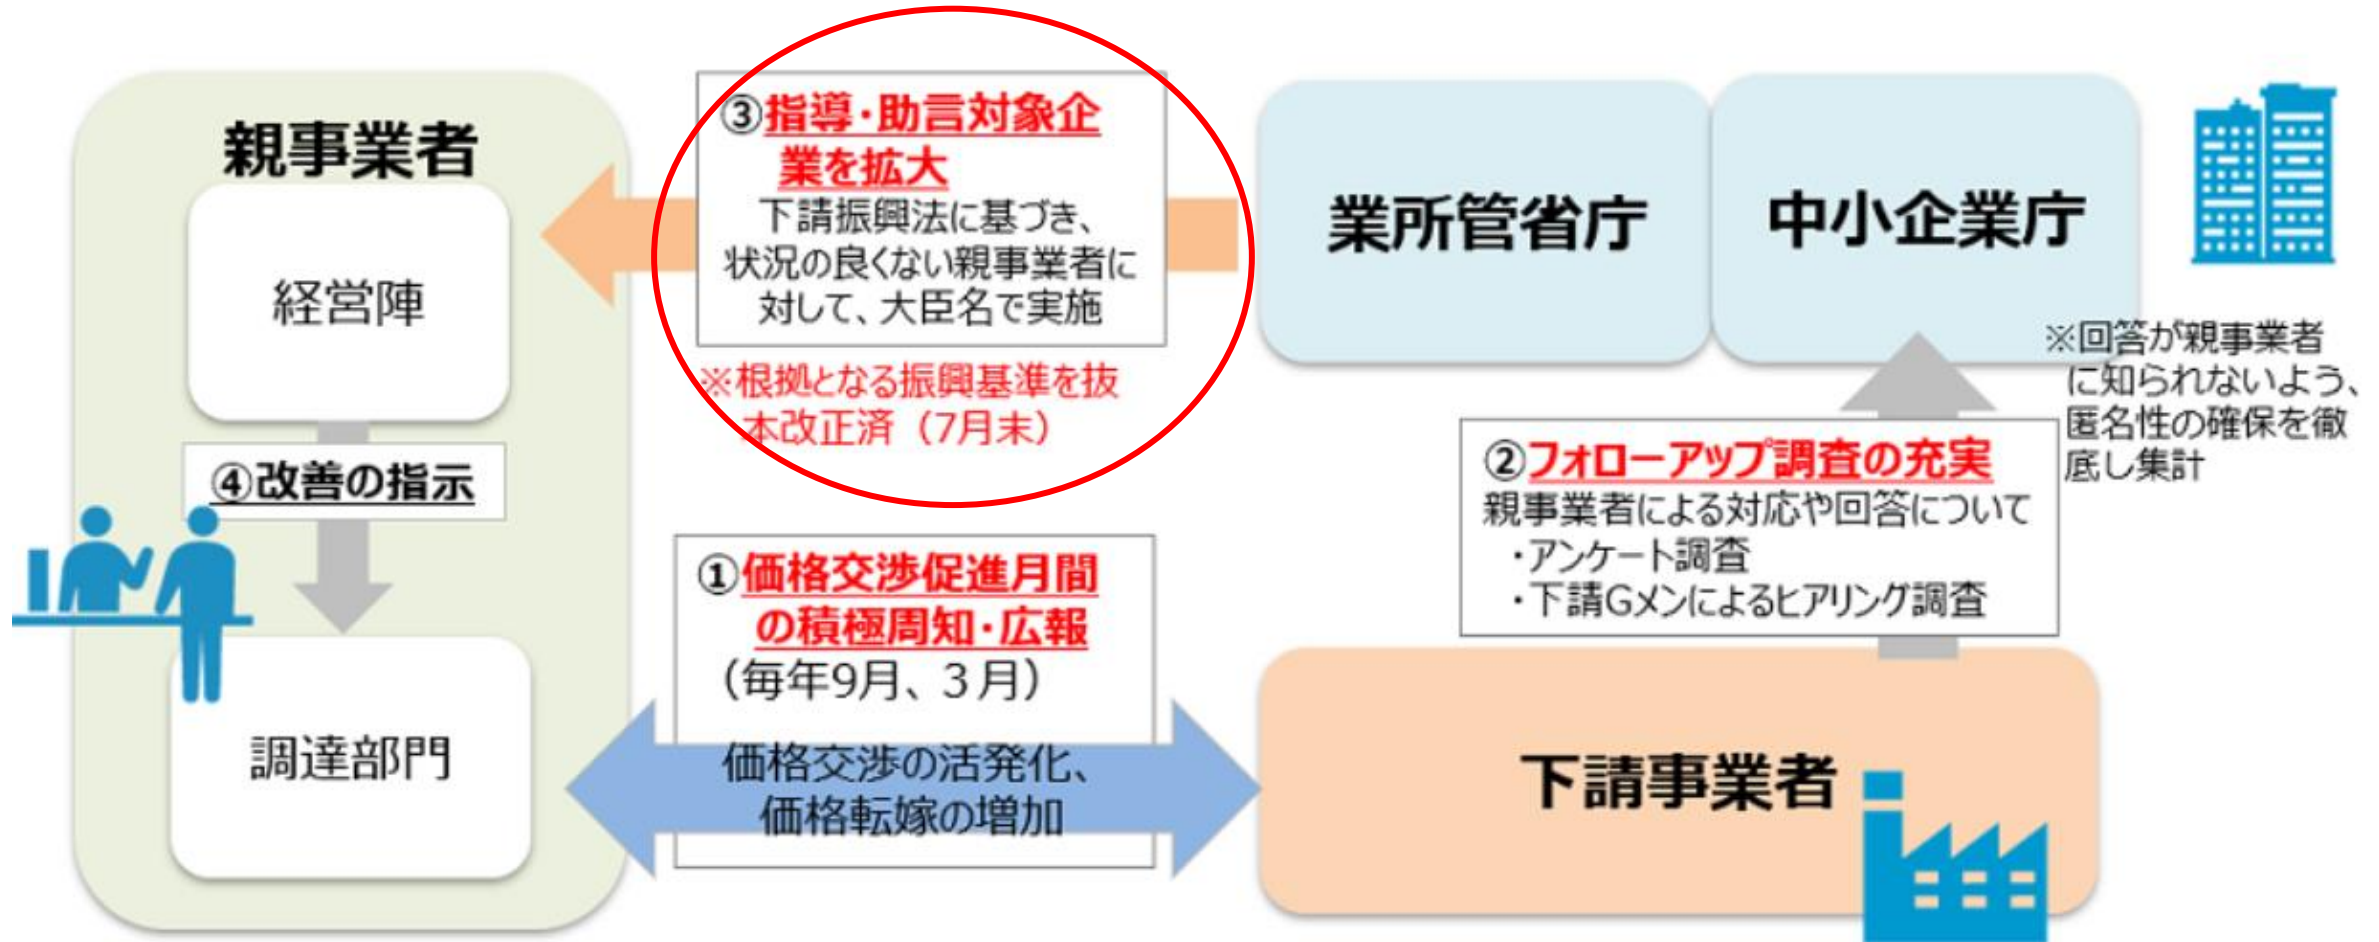 親事業者
経営陣
④改善の指示
調達部門
③指導・助言対象企
業を拡大
下請振興法に基づき、
状況の良くない親事業者に
対して、大臣名で実施
※根拠となる振興基準を抜
本改正済（7月末）
①価格交渉促進月間
の積極周知・広報
（毎年9月、３月）
価格交渉の活発化、
価格転嫁の増加
業所管省庁
中小企業庁
※回答が親事業者
に知られないよう、
匿名性の確保を徹
底し集計
②フォローアップ調査の充実
親事業者による対応や回答について
・アンケート調査
・下請Gメンによるヒアリング調査
下請事業者